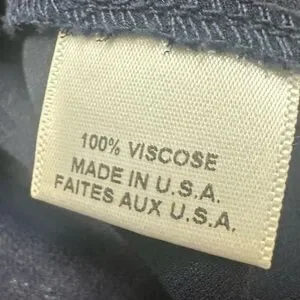 100% VISCOSE
MADE IN U.S.A.
FAITES AUX U.S.A.